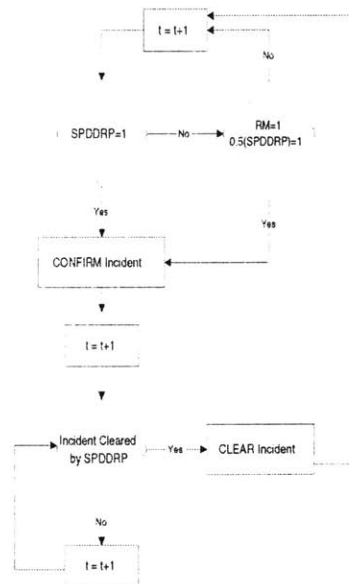 t = t+1
No
SPDDRP=1
No
RM=1
0.5(SPDDRP)=1
Yes
Yes
CONFIRM Incident
t = t+1
Incident Cleared
by SPDDRP
Yes
CLEAR Incident
No
t = t+1